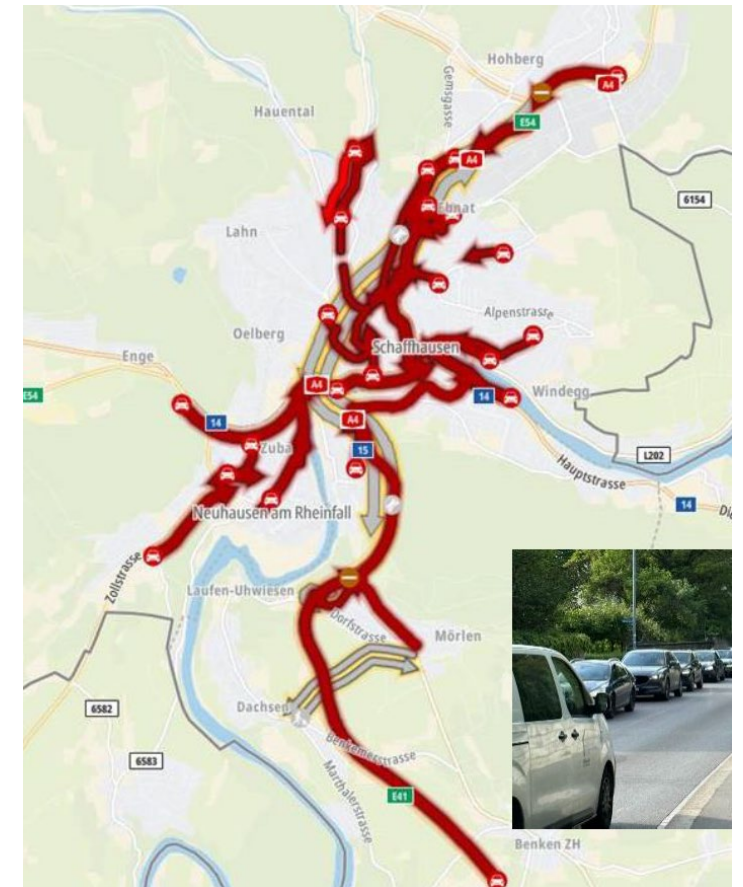 Hohberg
A4
Gemsgasse
Hauental
E54
A4
6154
Lahn
Alpenstrasse
Oelberg
Schaffhausen
Enge
A4
E54
14
Windegg
A4
14
15
Zuba
L202
Hauptstrasse
14
Neuhausen am Rheinfall
Zollstrasse
Laufen-Uhwiesen
Dorfstrasse
Mörlen
Dachsen
6582
6583
Benkemerstrasse
Marthalerstrasse
E41
Benken ZH